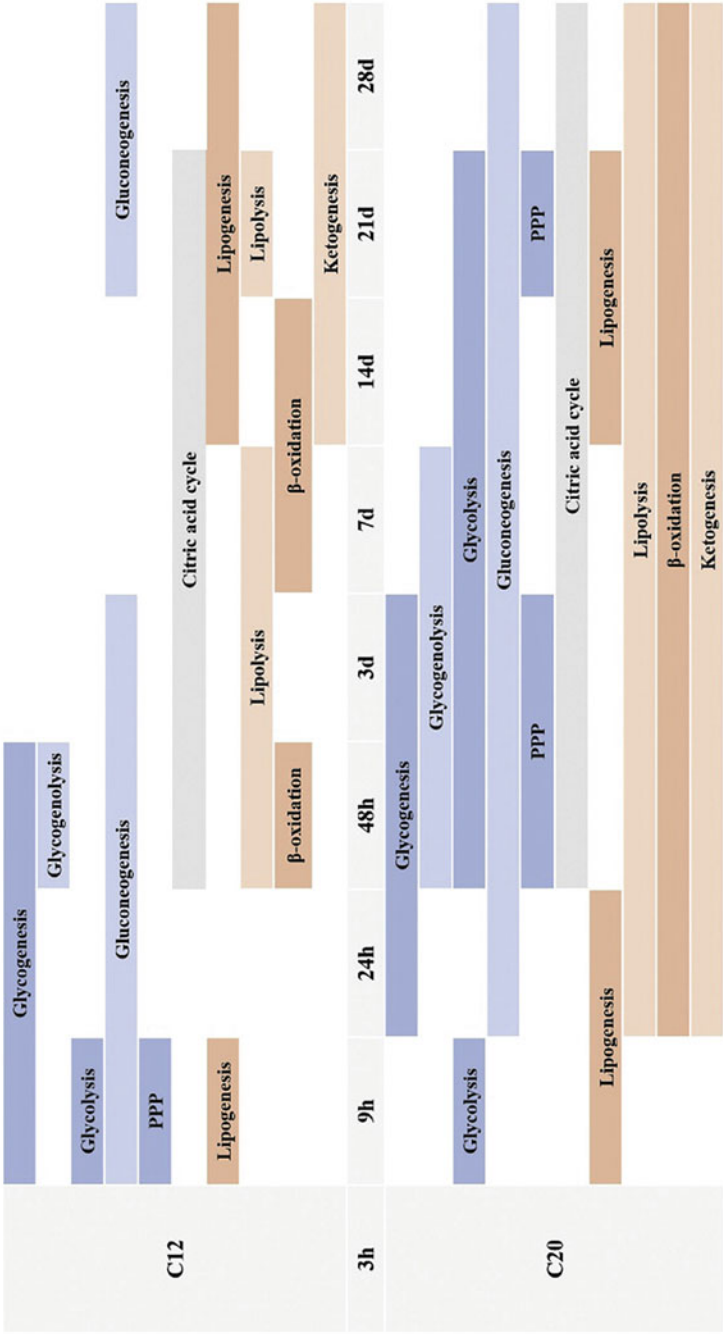 Glycogenesis
Glycogenolysis
Glycolysis
Gluconeogenesis
Gluconeogenesis
PPP
C12
Citric acid cycle
Lipogenesis
Lipogenesis
Lipolysis
Lipolysis
β-oxidation
β-oxidation
Ketogenesis
3h
9h
24h
48h
3d
7d
14d
21d
28d
Glycogenesis
Glycogenolysis
Glycolysis
Glycolysis
Gluconeogenesis
PPP
PPP
C20
Citric acid cycle
Lipogenesis
Lipogenesis
Lipolysis
β-oxidation
Ketogenesis